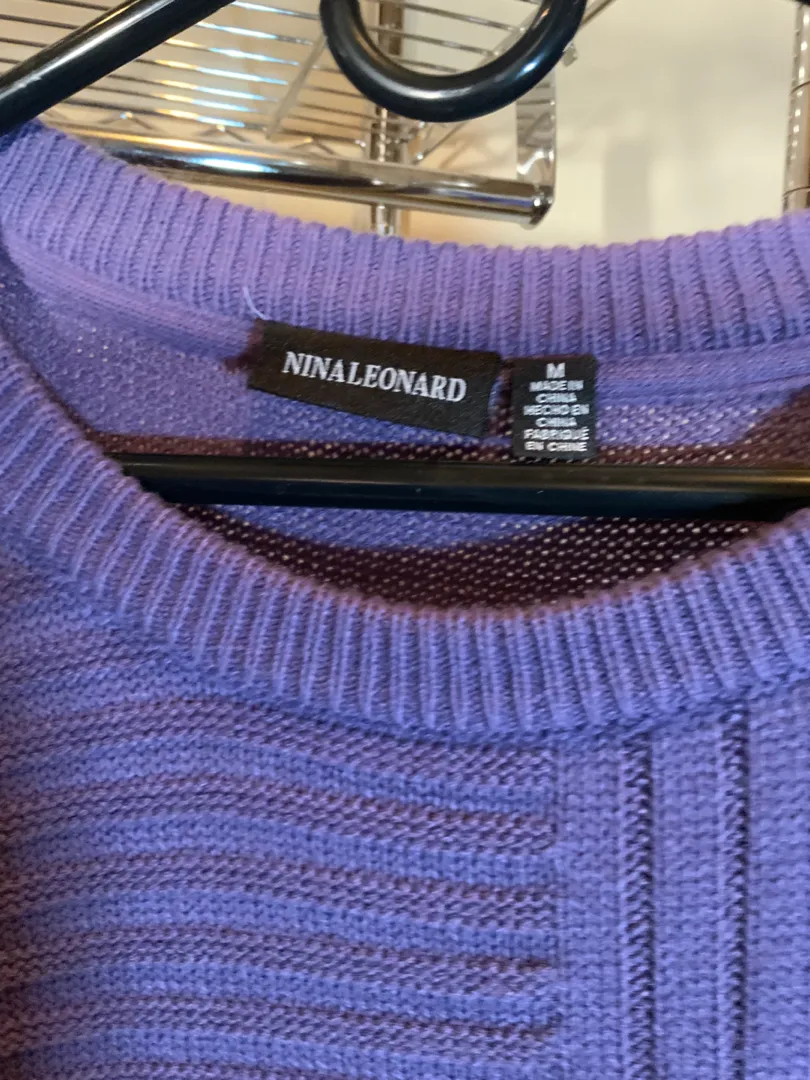 NINALEONARD
M
MADE IN
CHINA
HECHO EN
CHINA
FABRIQUÉ
EN CHINE